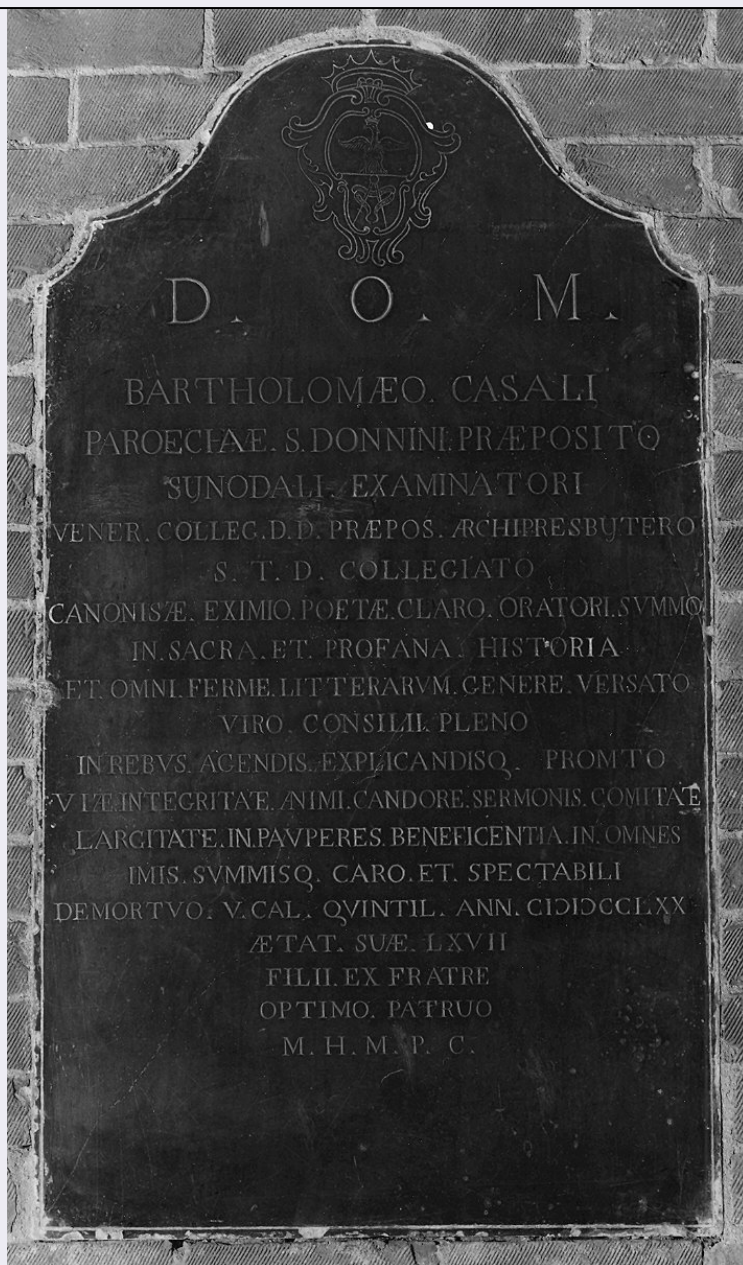 D. O. M.
BARTHOLOMÆO. CASALI
PAROECIÆ. S. DONNINI. PRÆPOSITO
SYNODALI. EXAMINATORI
VENER. COLLEG. D.D. PRÆPOS. ARCHIPRESBYTERO
S. T. D. COLLEGIATO
CANONISÆ. EXIMIO. POETÆ. CLARO. ORATORI. SVMMO
IN. SACRA. ET. PROFANA. HISTORIA
ET. OMNI. FERME. LITTERARVM. GENERE. VERSATO
VIRO. CONSILII. PLENO
IN REBVS. AGENDIS. EXPLICANDISQ. PROMTO
VITÆ. INTEGRITATE. ANIMI. CANDORE. SERMONIS. COMITATE
LARGITATE. IN. PAVPERES. BENEFICENTIA. IN. OMNES
IMIS. SVMMISQ. CARO. ET. SPECTABILI
DEMORTVO. V. CAL. QVINTIL. ANN. CIƆIƆCCLXX
ÆTAT. SUÆ. LXVII
FILII. EX FRATRE
OPTIMO. PATRUO
M. H. M. P. C.